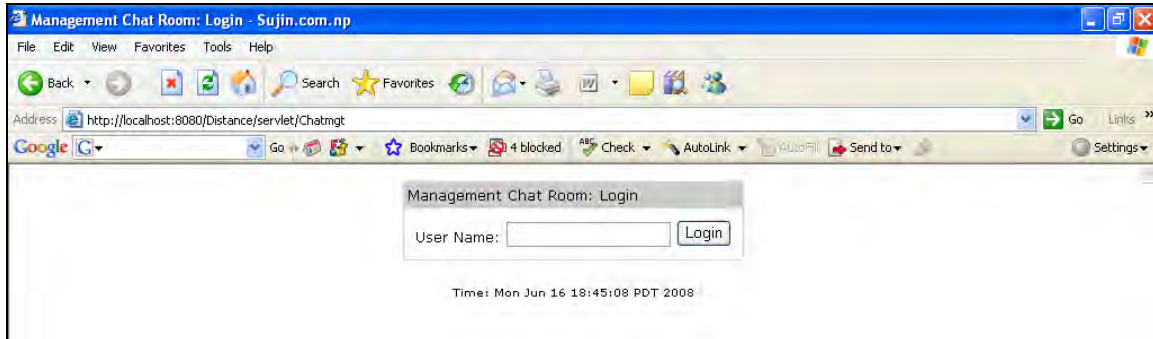 Management Chat Room: Login - Sujin.com.np
File Edit View Favorites Tools Help
Back Search Favorites
Address http://localhost:8080/Distance/servlet/Chatmgt Go Links »
Google G Go Bookmarks 4 blocked ABC Check AutoLink AutoFill Send to Settings
Management Chat Room: Login
User Name: Login
Time: Mon Jun 16 18:45:08 PDT 2008